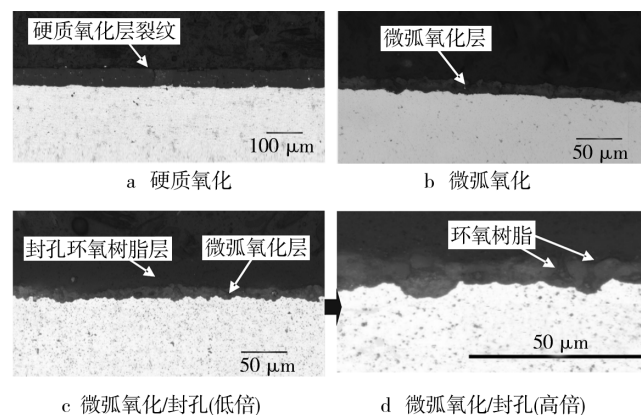 硬质氧化层裂纹
100 μm
a 硬质氧化
微弧氧化层
50 μm
b 微弧氧化
封孔环氧树脂层
微弧氧化层
50 μm
c 微弧氧化/封孔(低倍)
环氧树脂
50 μm
d 微弧氧化/封孔(高倍)